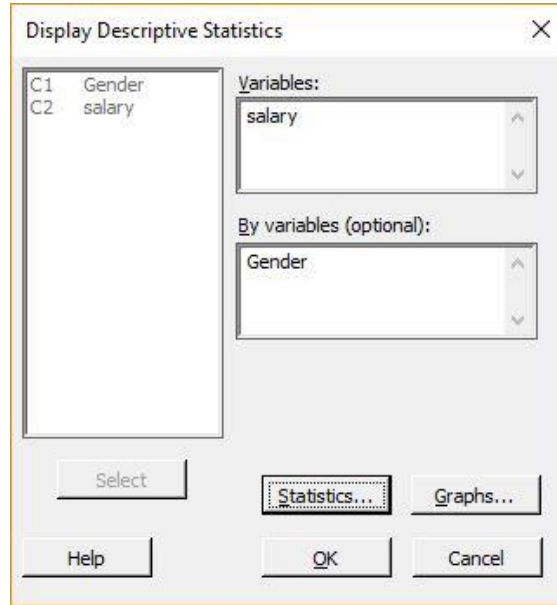 Display Descriptive Statistics
C1 Gender
C2 salary
Variables:
salary
By variables (optional):
Gender
Select
Statistics...
Graphs...
Help
OK
Cancel